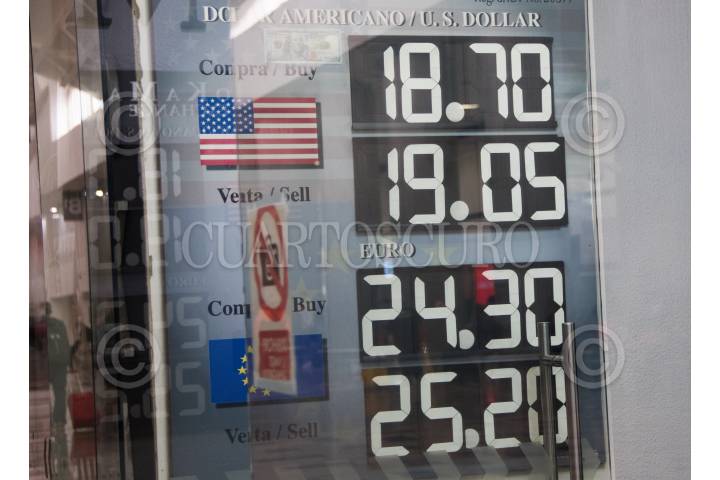 DOLAR AMERICANO / U.S. DOLLAR
Compra / Buy
18.70
19.05
Venta / Sell
CUARTOSCURO
EURO
Compra / Buy
24.30
25.20
Venta / Sell